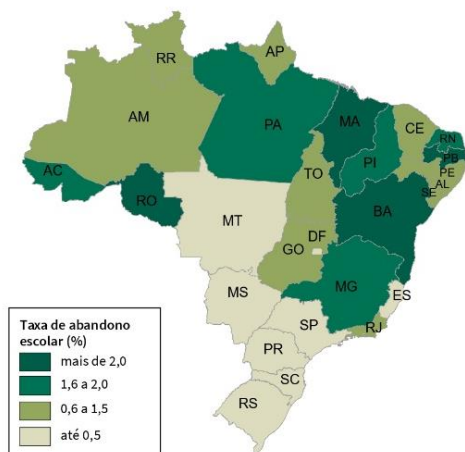 RR
AP
AM
PA
MA
CE
RN
PB
PE
AL
SE
PI
AC
RO
TO
BA
MT
DF
GO
MG
ES
MS
SP
RJ
PR
SC
RS
Taxa de abandono
escolar (%)
mais de 2,0
1,6 a 2,0
0,6 a 1,5
até 0,5